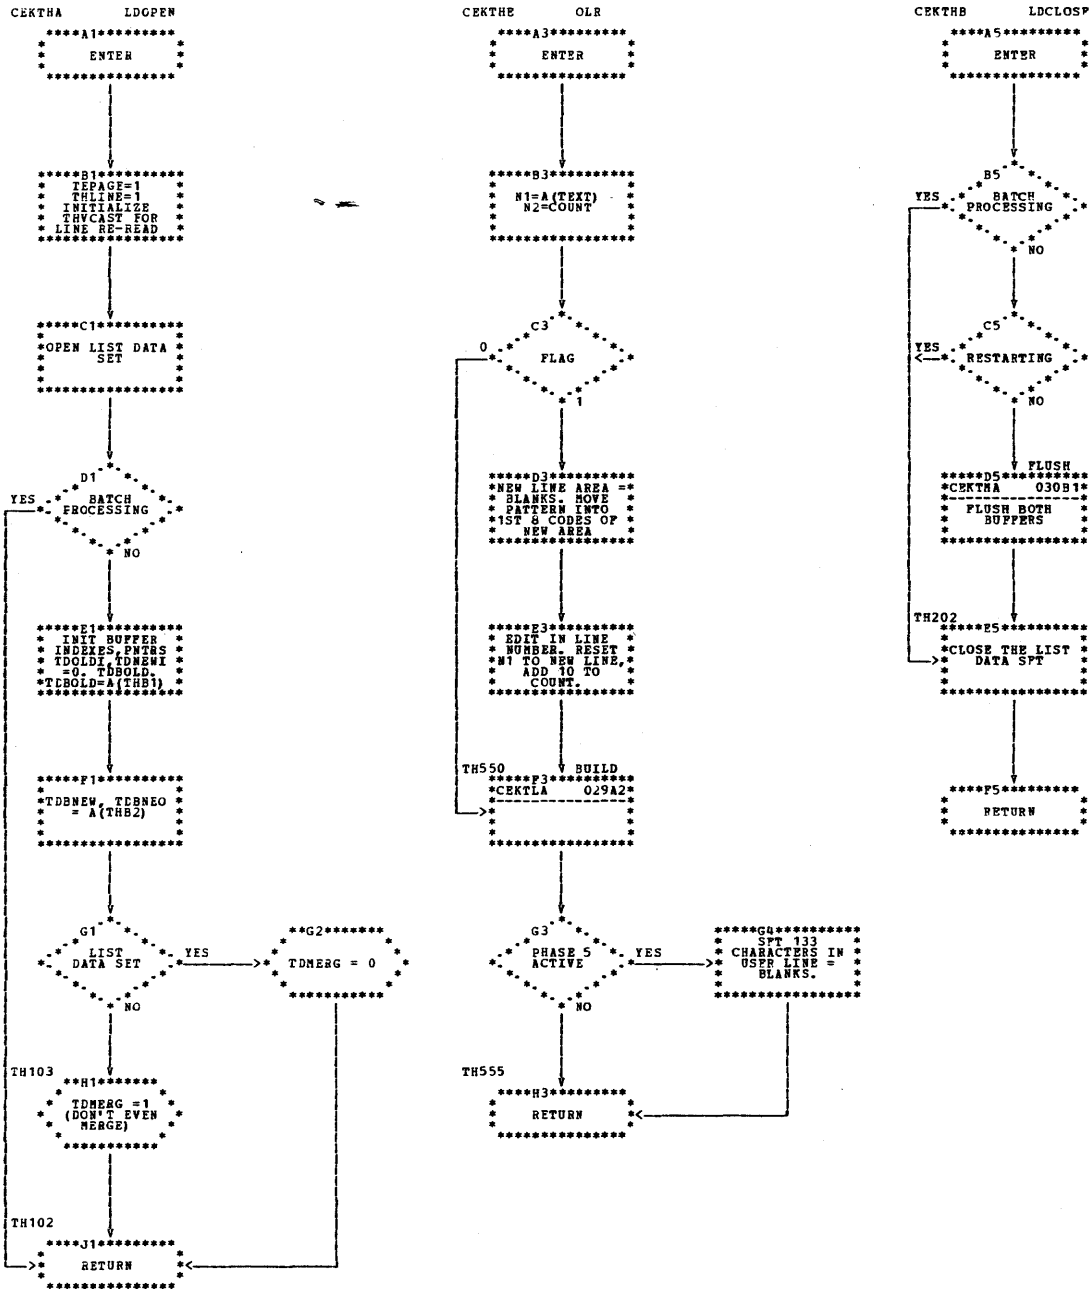 CEKTHA LDOPEN
A1
ENTER
B1
TEPAGE=1
THLINE=1
INITIALIZE
THVCAST FOR
LINE RE-READ
C1
OPEN LIST DATA
SET
D1
BATCH
PROCESSING
YES
NO
E1
INIT BUFFER
INDEXES,PNTRS
TDOLDI,TDNEWI
=0. TDBOLD.
TCBOLD=A(THB1)
F1
TDBNEW, TDBNEO
= A(THB2)
G1
LIST
DATA SET
YES
NO
G2
TDMERG = 0
TH103
H1
TDMERG =1
(DON'T EVEN
MERGE)
TH102
J1
RETURN
CEKTHE OLR
A3
ENTER
B3
N1=A(TEXT)
N2=COUNT
C3
FLAG
0
1
D3
NEW LINE AREA =
BLANKS. MOVE
PATTERN INTO
1ST 8 CODES OF
NEW AREA
E3
EDIT IN LINE
NUMBER. RESET
N1 TO NEW LINE,
ADD 10 TO
COUNT.
TH550 BUILD
F3
CEKTLA 029A2
G3
PHASE 5
ACTIVE
YES
NO
G4
SET 133
CHARACTERS IN
USER LINE =
BLANKS.
TH555
H3
RETURN
CEKTHB LDCLOSE
A5
ENTER
B5
YES
BATCH
PROCESSING
NO
C5
YES
RESTARTING
NO
FLUSH
D5
CEKTMA 030B1
FLUSH BOTH
BUFFERS
TH202
E5
CLOSE THE LIST
DATA SET
F5
RETURN